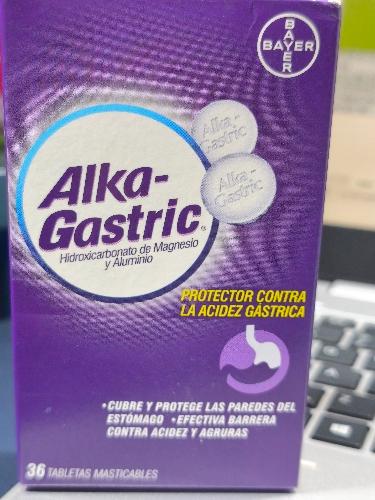 BAYER
BAYER
Alka-
Gastric
Alka-
Gastric
Alka-
Gastric®
Hidroxicarbonato de Magnesio
y Aluminio
PROTECTOR CONTRA
LA ACIDEZ GÁSTRICA
•CUBRE Y PROTEGE LAS PAREDES DEL
ESTÓMAGO •EFECTIVA BARRERA
CONTRA ACIDEZ Y AGRURAS
36 TABLETAS MASTICABLES